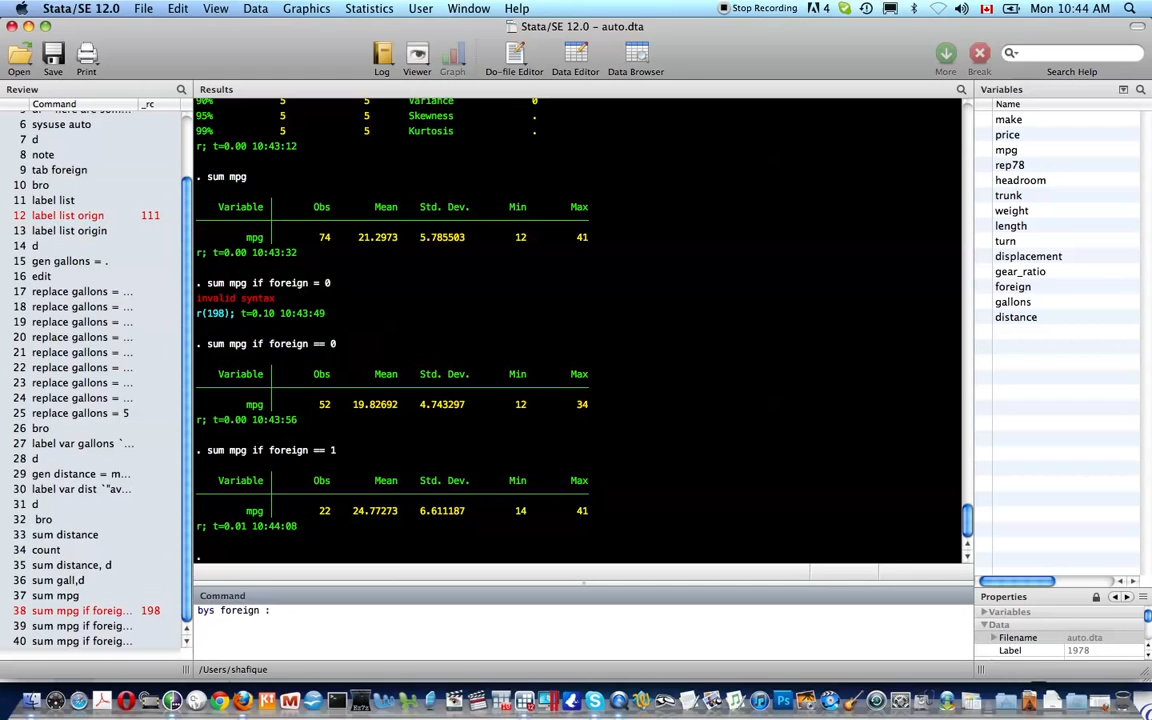 Stata/SE 12.0 File Edit View Data Graphics Statistics User Window Help Stop Recording 4 Mon 10:44 AM
Stata/SE 12.0 – auto.dta
Open Save Print Log Viewer Graph Do-file Editor Data Editor Data Browser More Break Search Help
Review Results Variables
Command _rc
6 sysuse auto
7 d
8 note
9 tab foreign
10 bro
11 label list
12 label list orign 111
13 label list origin
14 d
15 gen gallons = .
16 edit
17 replace gallons = ...
18 replace gallons = ...
19 replace gallons = ...
20 replace gallons = ...
21 replace gallons = ...
22 replace gallons = ...
23 replace gallons = ...
24 replace gallons = ...
25 replace gallons = 5
26 bro
27 label var gallons `...
28 d
29 gen distance = m...
30 label var dist `"av...
31 d
32 bro
33 sum distance
34 count
35 sum distance, d
36 sum gall,d
37 sum mpg
38 sum mpg if foreig... 198
39 sum mpg if foreig...
40 sum mpg if foreig...
90% 5 5 Variance 0
95% 5 5 Skewness .
99% 5 5 Kurtosis .
r; t=0.00 10:43:12
. sum mpg
Variable Obs Mean Std. Dev. Min Max
mpg 74 21.2973 5.785503 12 41
r; t=0.00 10:43:32
. sum mpg if foreign = 0
invalid syntax
r(198); t=0.10 10:43:49
. sum mpg if foreign == 0
Variable Obs Mean Std. Dev. Min Max
mpg 52 19.82692 4.743297 12 34
r; t=0.00 10:43:56
. sum mpg if foreign == 1
Variable Obs Mean Std. Dev. Min Max
mpg 22 24.77273 6.611187 14 41
r; t=0.01 10:44:08
.
Command
bys foreign :
/Users/shafique
Name
make
price
mpg
rep78
headroom
trunk
weight
length
turn
displacement
gear_ratio
foreign
gallons
distance
Properties
Variables
Data
Filename auto.dta
Label 1978